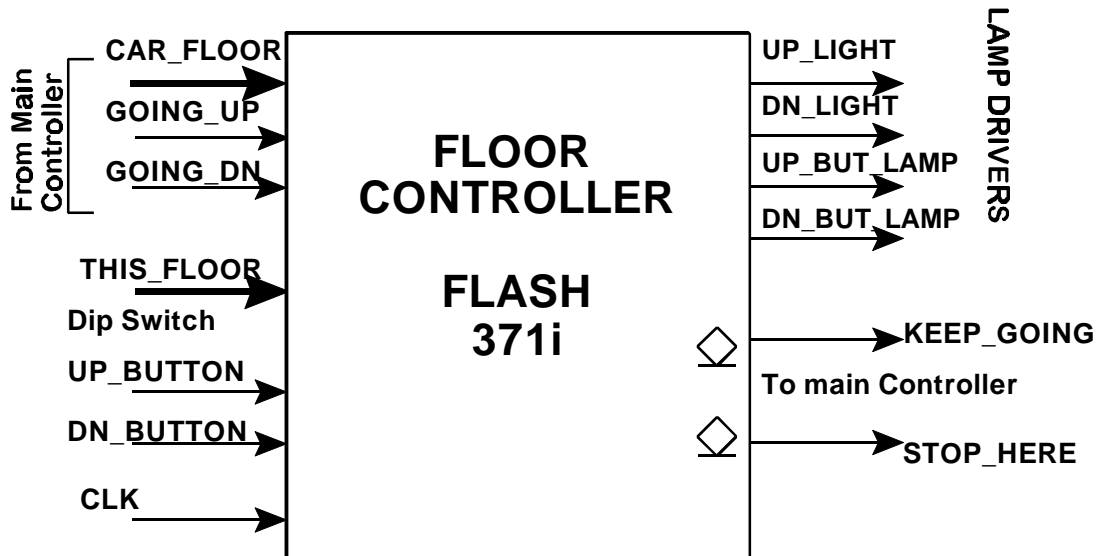 From Main
Controller
CAR_FLOOR
GOING_UP
GOING_DN
THIS_FLOOR
Dip Switch
UP_BUTTON
DN_BUTTON
CLK
FLOOR
CONTROLLER
FLASH
371i
UP_LIGHT
DN_LIGHT
UP_BUT_LAMP
DN_BUT_LAMP
LAMP DRIVERS
KEEP_GOING
To main Controller
STOP_HERE